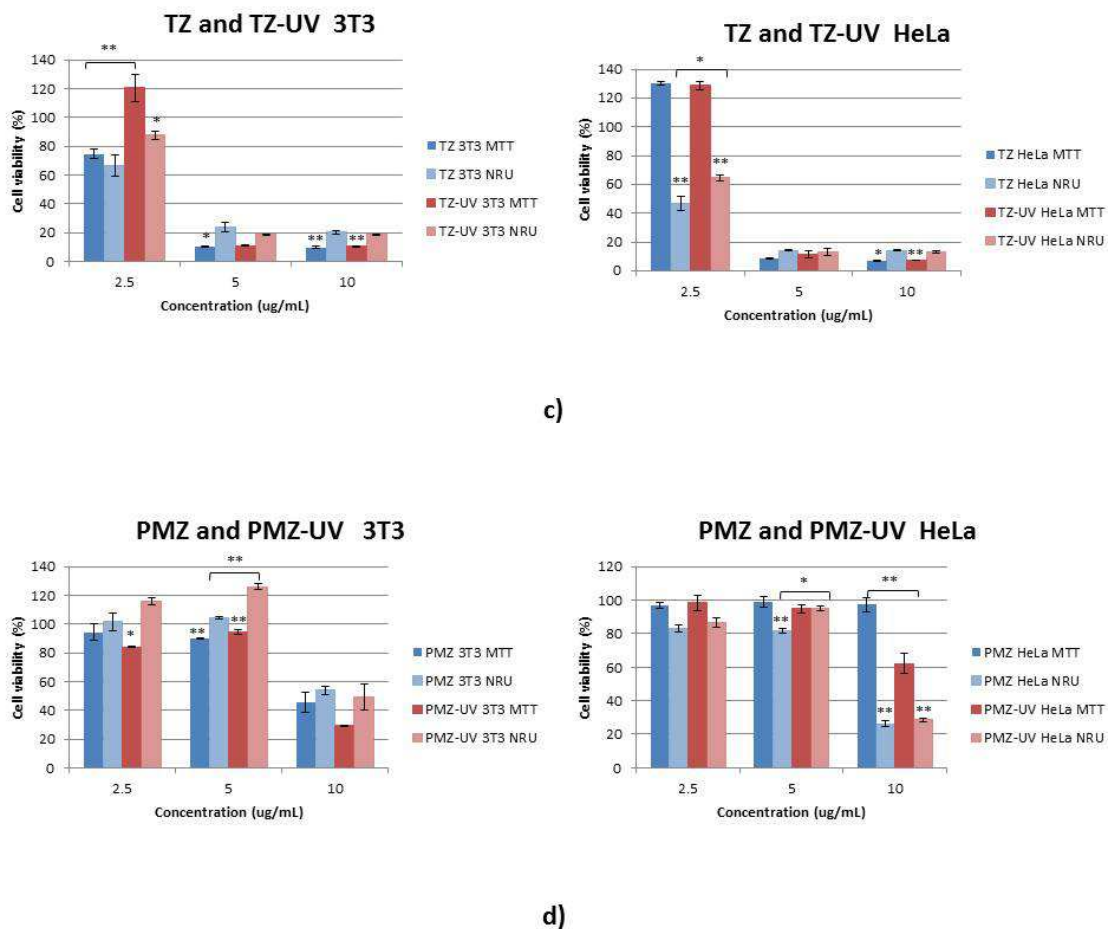 TZ and TZ-UV 3T3
**
*
*
** **
Cell viability (%)
140
120
100
80
60
40
20
0
2.5 5 10
Concentration (ug/mL)
TZ 3T3 MTT
TZ 3T3 NRU
TZ-UV 3T3 MTT
TZ-UV 3T3 NRU
TZ and TZ-UV HeLa
*
**
**
* **
Cell viability (%)
140
120
100
80
60
40
20
0
2.5 5 10
Concentration (ug/mL)
TZ HeLa MTT
TZ HeLa NRU
TZ-UV HeLa MTT
TZ-UV HeLa NRU
c)
PMZ and PMZ-UV 3T3
**
*
** **
Cell viability (%)
140
120
100
80
60
40
20
0
2.5 5 10
Concentration (ug/mL)
PMZ 3T3 MTT
PMZ 3T3 NRU
PMZ-UV 3T3 MTT
PMZ-UV 3T3 NRU
PMZ and PMZ-UV HeLa
* **
**
** **
Cell viability (%)
120
100
80
60
40
20
0
2.5 5 10
Concentration (ug/mL)
PMZ HeLa MTT
PMZ HeLa NRU
PMZ-UV HeLa MTT
PMZ-UV HeLa NRU
d)